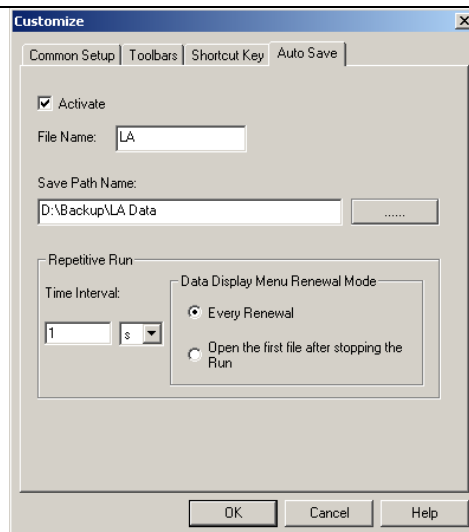 Customize
Common Setup Toolbars Shortcut Key Auto Save
Activate
File Name: LA
Save Path Name:
D:\Backup\LA Data ......
Repetitive Run
Time Interval:
1 s
Data Display Menu Renewal Mode
Every Renewal
Open the first file after stopping the
Run
OK Cancel Help